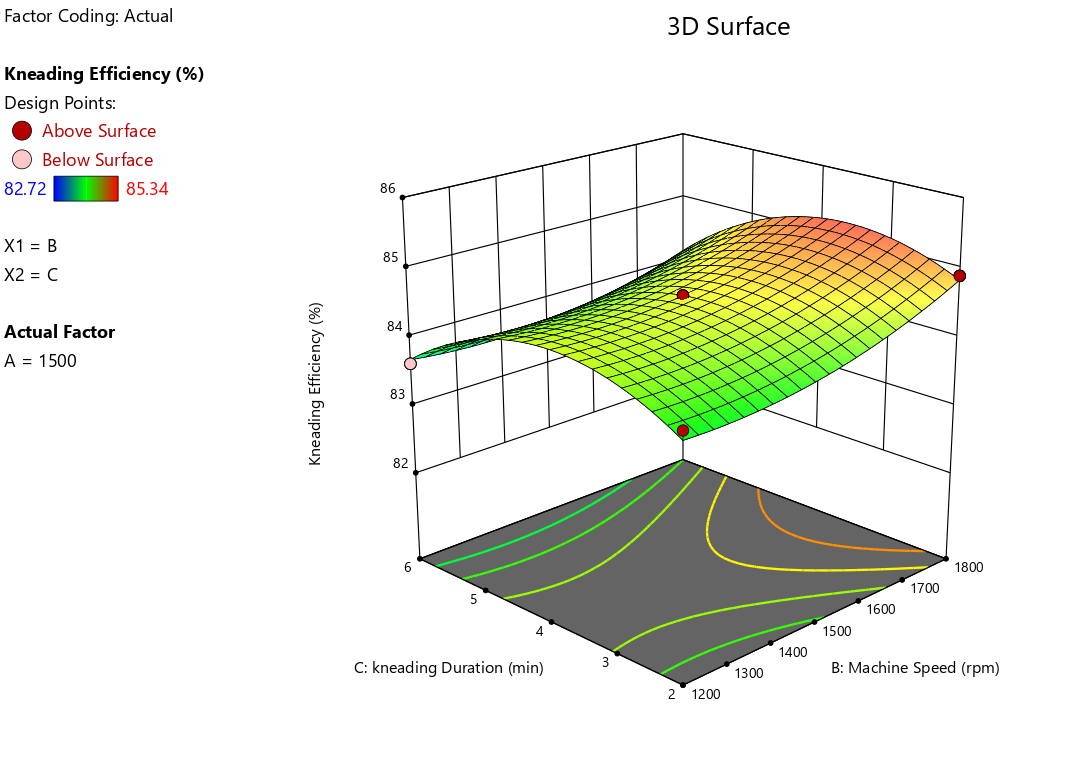 Factor Coding: Actual
3D Surface
Kneading Efficiency (%)
Design Points:
Above Surface
Below Surface
82.72 85.34
X1 = B
X2 = C
Actual Factor
A = 1500
Kneading Efficiency (%)
86
85
84
83
82
6
5
4
3
2
C: kneading Duration (min)
1200
1300
1400
1500
1600
1700
1800
B: Machine Speed (rpm)